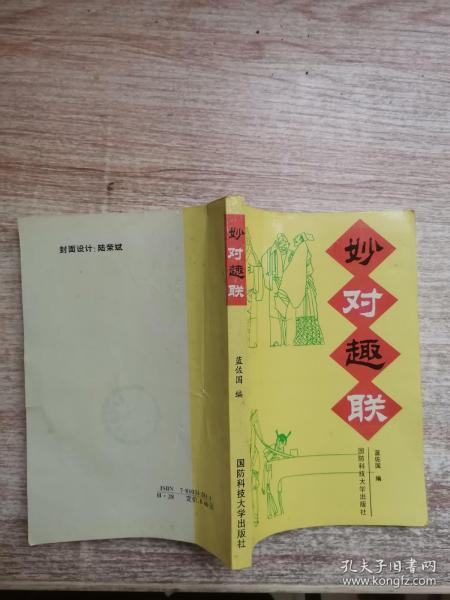 封面设计：陆荣斌
ISBN
H·28
妙对趣联
蓝佐国 编
国防科技大学出版社
妙对趣联
蓝佐国 编
国防科技大学出版社
孔夫子旧书网
www.kongfz.com